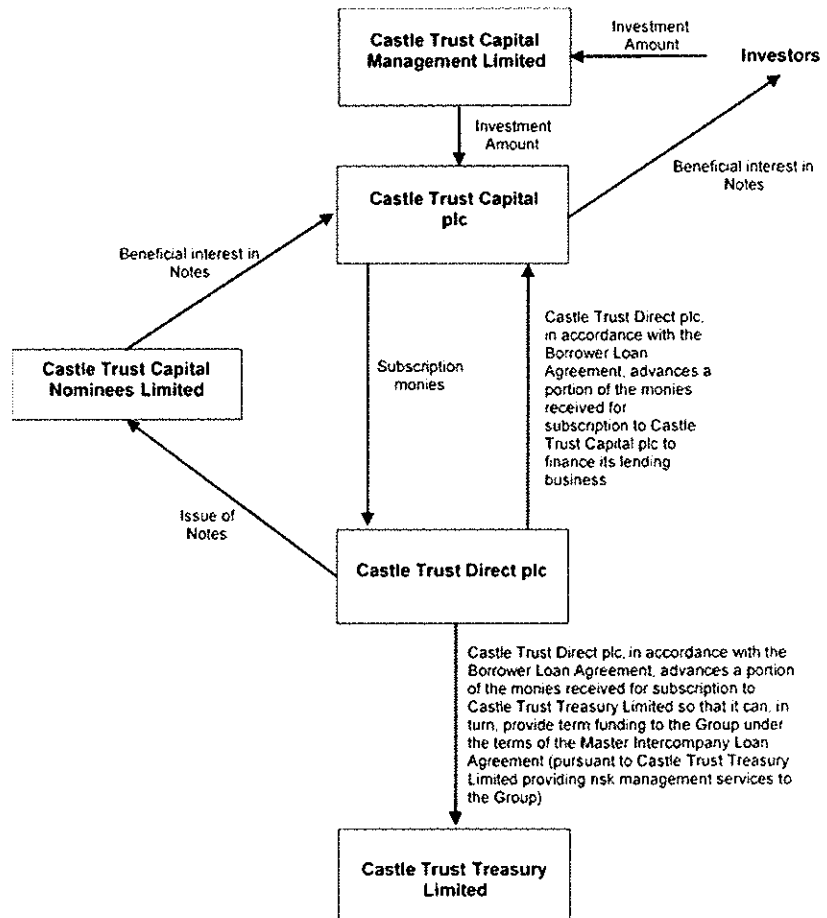 Castle Trust Capital
Management Limited
Investment
Amount
Investors
Investment
Amount
Beneficial interest in
Notes
Castle Trust Capital
plc
Beneficial interest in
Notes
Castle Trust Capital
Nominees Limited
Subscription
monies
Castle Trust Direct plc,
in accordance with the
Borrower Loan
Agreement, advances a
portion of the monies
received for
subscription to Castle
Trust Capital plc to
finance its lending
business
Issue of
Notes
Castle Trust Direct plc
Castle Trust Direct plc, in accordance with the
Borrower Loan Agreement, advances a portion
of the monies received for subscription to
Castle Trust Treasury Limited so that it can, in
turn, provide term funding to the Group under
the terms of the Master Intercompany Loan
Agreement (pursuant to Castle Trust Treasury
Limited providing risk management services to
the Group)
Castle Trust Treasury
Limited